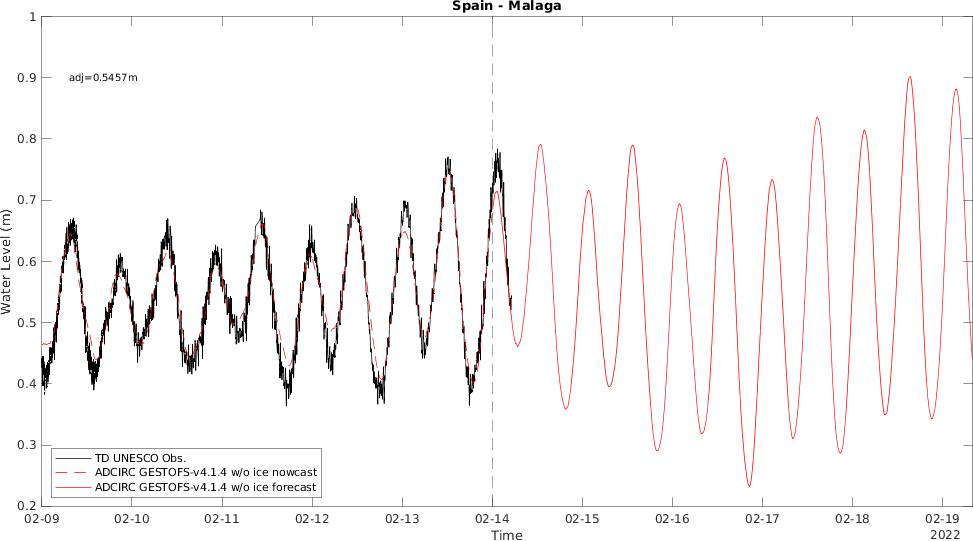 Spain - Malaga
1
0.9
0.8
0.7
0.6
0.5
0.4
0.3
0.2
Water Level (m)
adj=0.5457m
TD UNESCO Obs.
ADCIRC GESTOFS-v4.1.4 w/o ice nowcast
ADCIRC GESTOFS-v4.1.4 w/o ice forecast
02-09 02-10 02-11 02-12 02-13 02-14 02-15 02-16 02-17 02-18 02-19
2022
Time